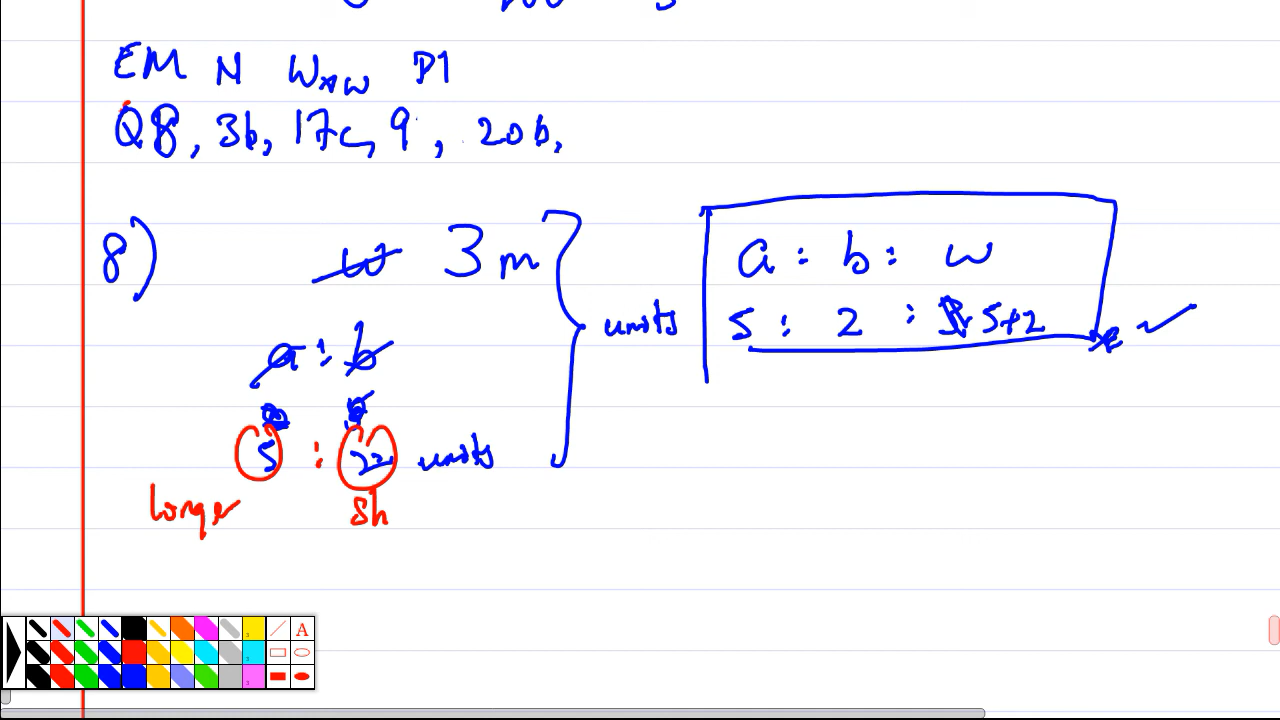 EM N W P1
Q8, 3b, 17c, 9, 20b,
8) w 3m
a : b : w
units 5 : 2 : 5+2
a : b
5 : 2 units
longer sh
A